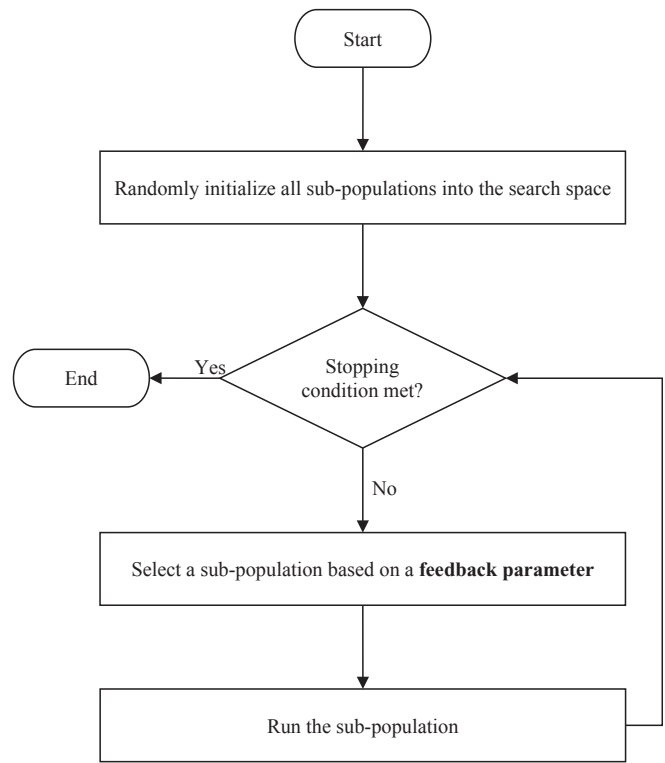 Start
Randomly initialize all sub-populations into the search space
Stopping
condition met?
Yes
End
No
Select a sub-population based on a feedback parameter
Run the sub-population